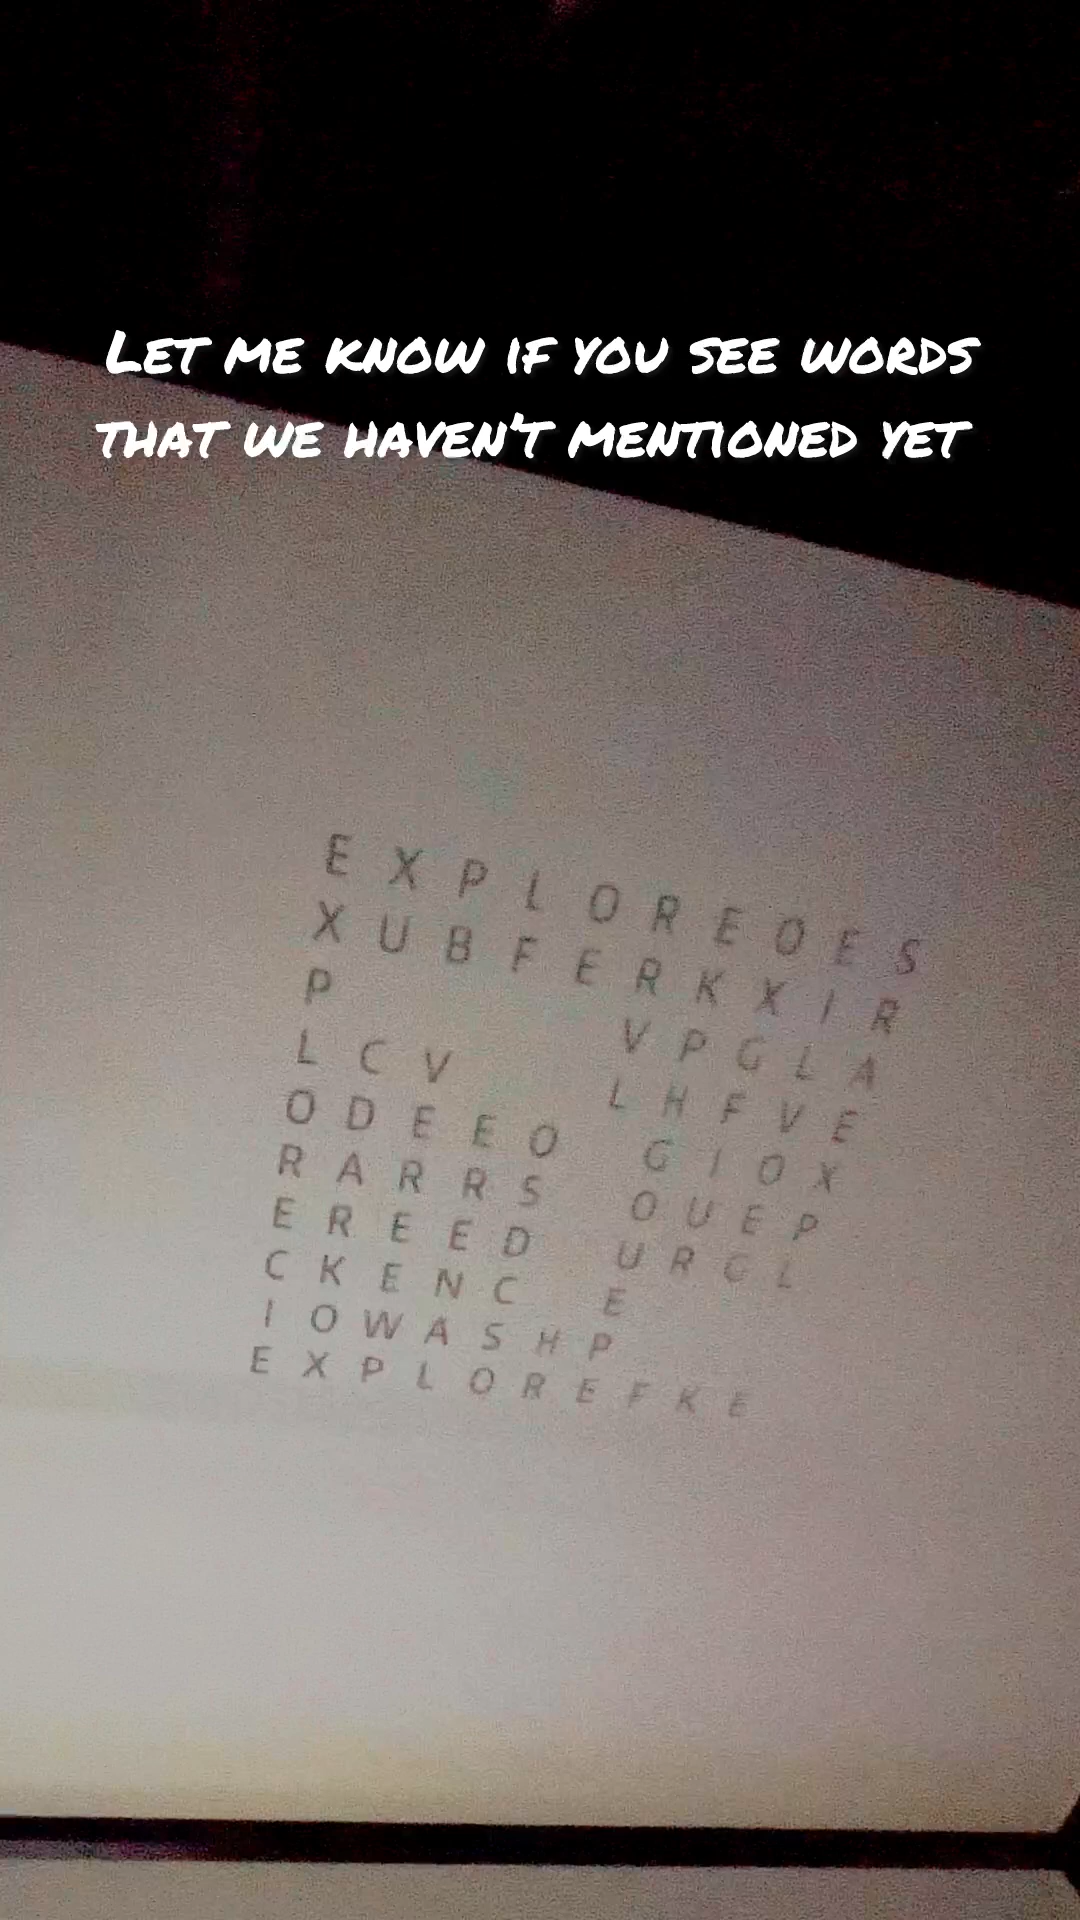 Let me know if you see words
that we haven't mentioned yet
E X P L O R E O E S
X U B F E R K X I R
P V P G L A
L C V L H F V E
O D E E O G I O X
R A R R S O U E P
E R E E D U R G L
C K E N C E
I O W A S H P
E X P L O R E F K E